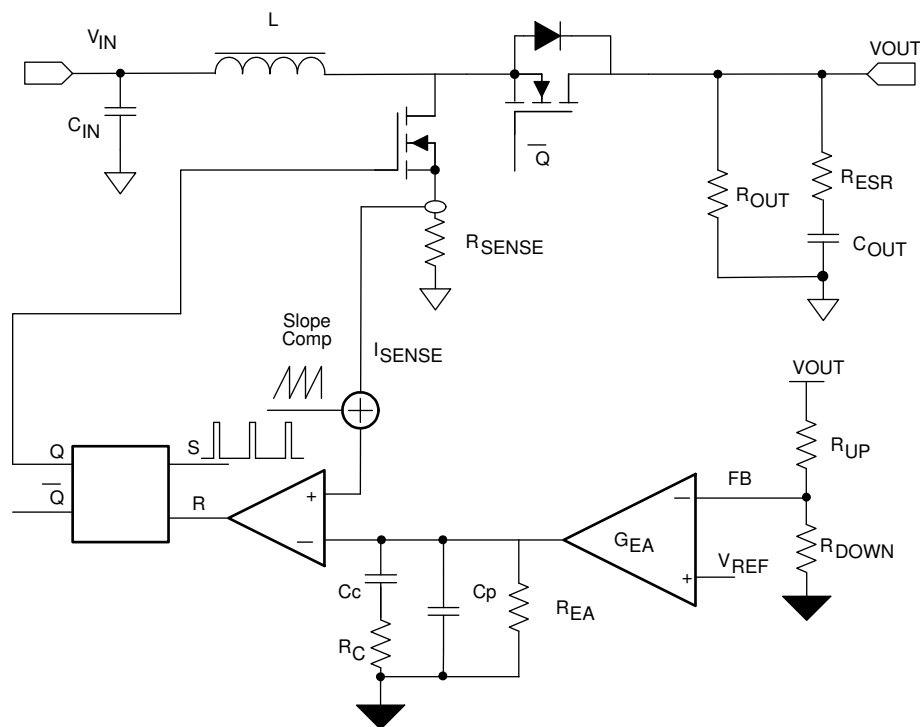 L
VIN
VOUT
CIN
Q
ROUT
RESR
COUT
RSENSE
Slope
Comp
ISENSE
VOUT
Q
S
RUP
Q
R
FB
+
−
GEA
−
+
VREF
RDOWN
Cc
Cp
REA
RC